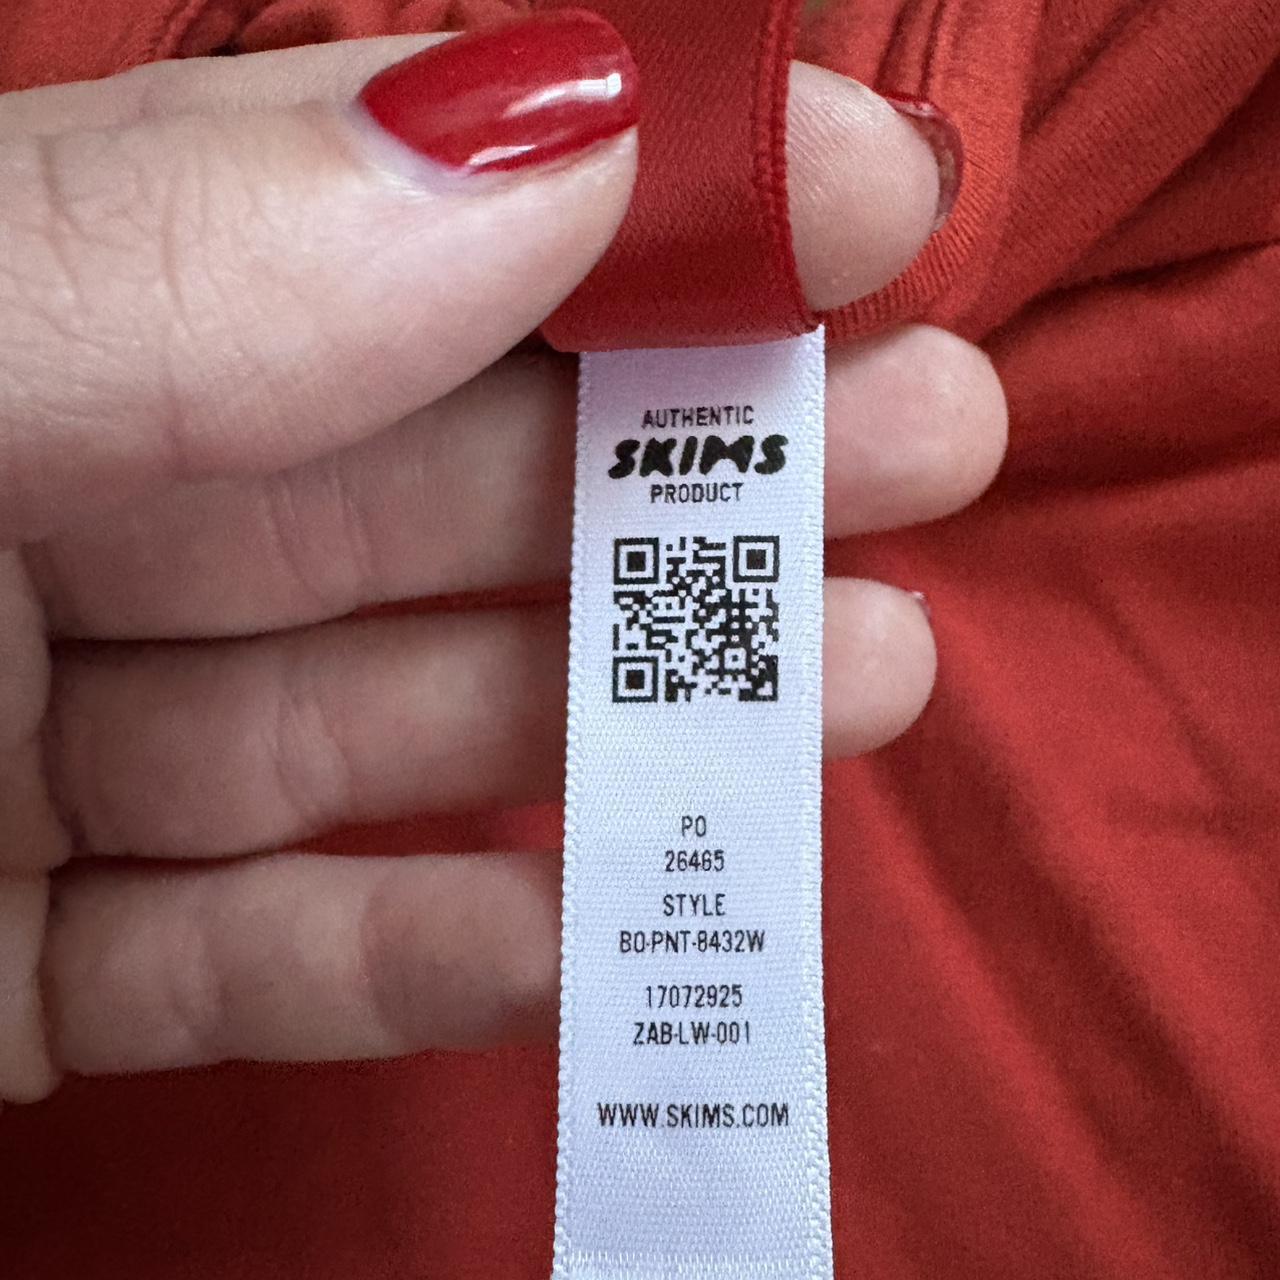 AUTHENTIC
SKIMS
PRODUCT
PO
26465
STYLE
BO-PNT-8432W
17072925
ZAB-LW-001
WWW.SKIMS.COM